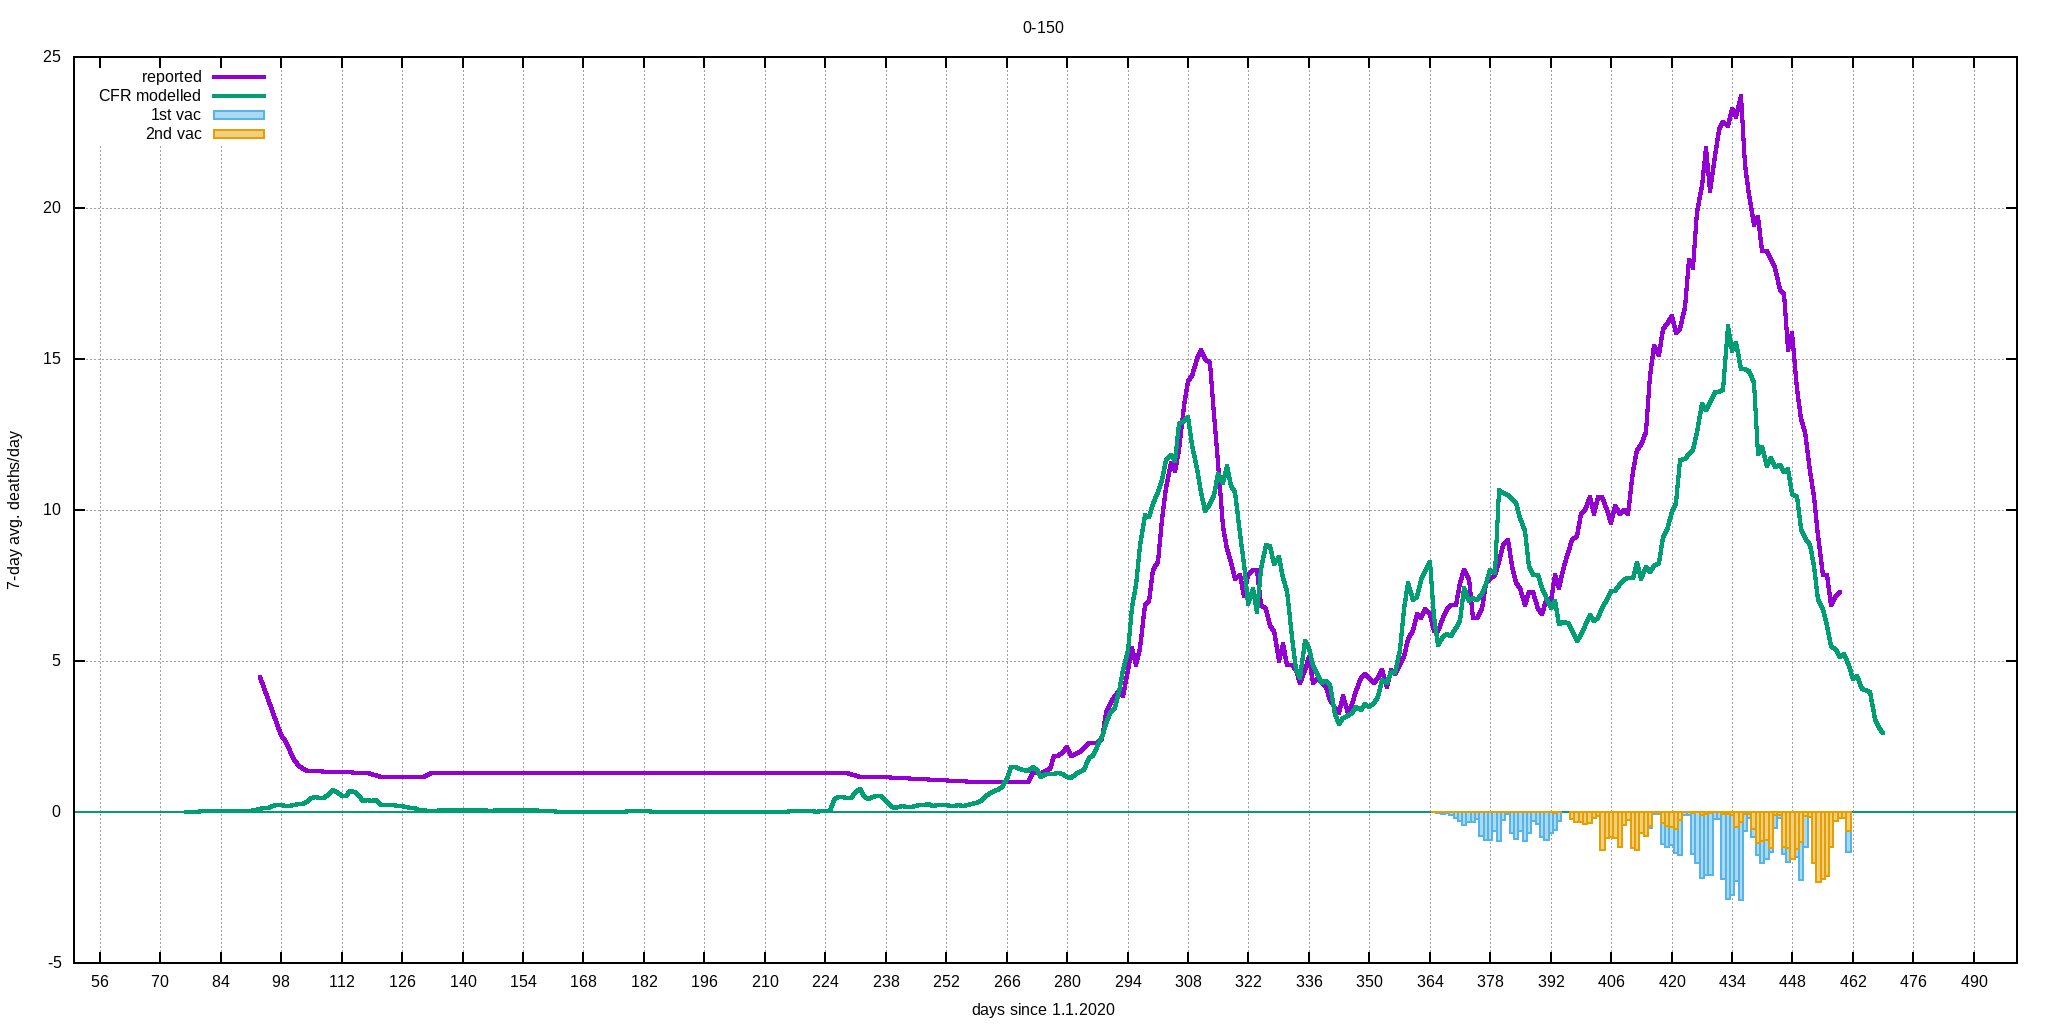 0-150
reported
CFR modelled
1st vac
2nd vac
25
20
15
10
5
0
-5
7-day avg. deaths/day
56 70 84 98 112 126 140 154 168 182 196 210 224 238 252 266 280 294 308 322 336 350 364 378 392 406 420 434 448 462 476 490
days since 1.1.2020